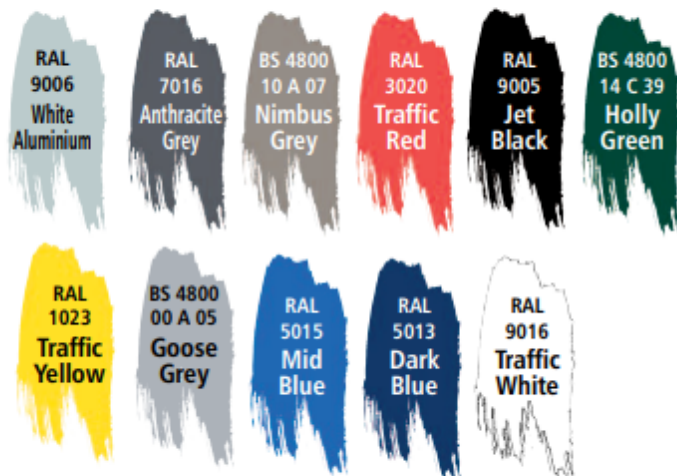 RAL
9006
White
Aluminium
RAL
7016
Anthracite
Grey
BS 4800
10 A 07
Nimbus
Grey
RAL
3020
Traffic
Red
RAL
9005
Jet
Black
BS 4800
14 C 39
Holly
Green
RAL
1023
Traffic
Yellow
BS 4800
00 A 05
Goose
Grey
RAL
5015
Mid
Blue
RAL
5013
Dark
Blue
RAL
9016
Traffic
White